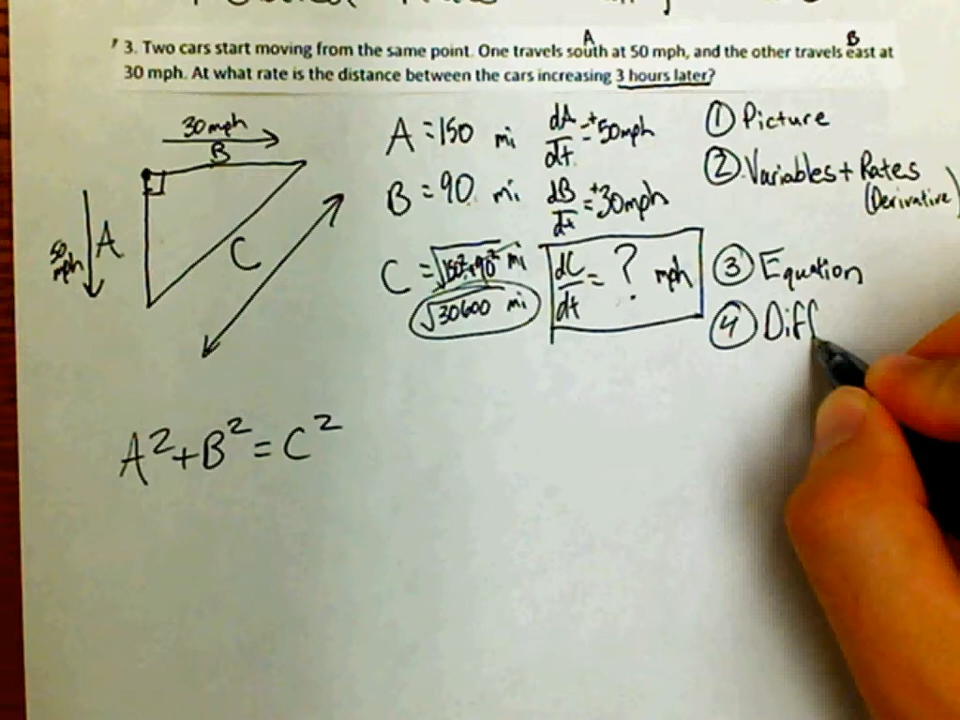 A B
3. Two cars start moving from the same point. One travels south at 50 mph, and the other travels east at
30 mph. At what rate is the distance between the cars increasing 3 hours later?
30 mph
B
50 mph
A
C
A = 150 mi
dA/dt = +50mph
B = 90 mi
dB/dt = +30mph
C = √150²+90² mi
√30600 mi
dC/dt = ? mph
① Picture
② Variables + Rates
(Derivative)
③ Equation
④ Diff
A² + B² = C²